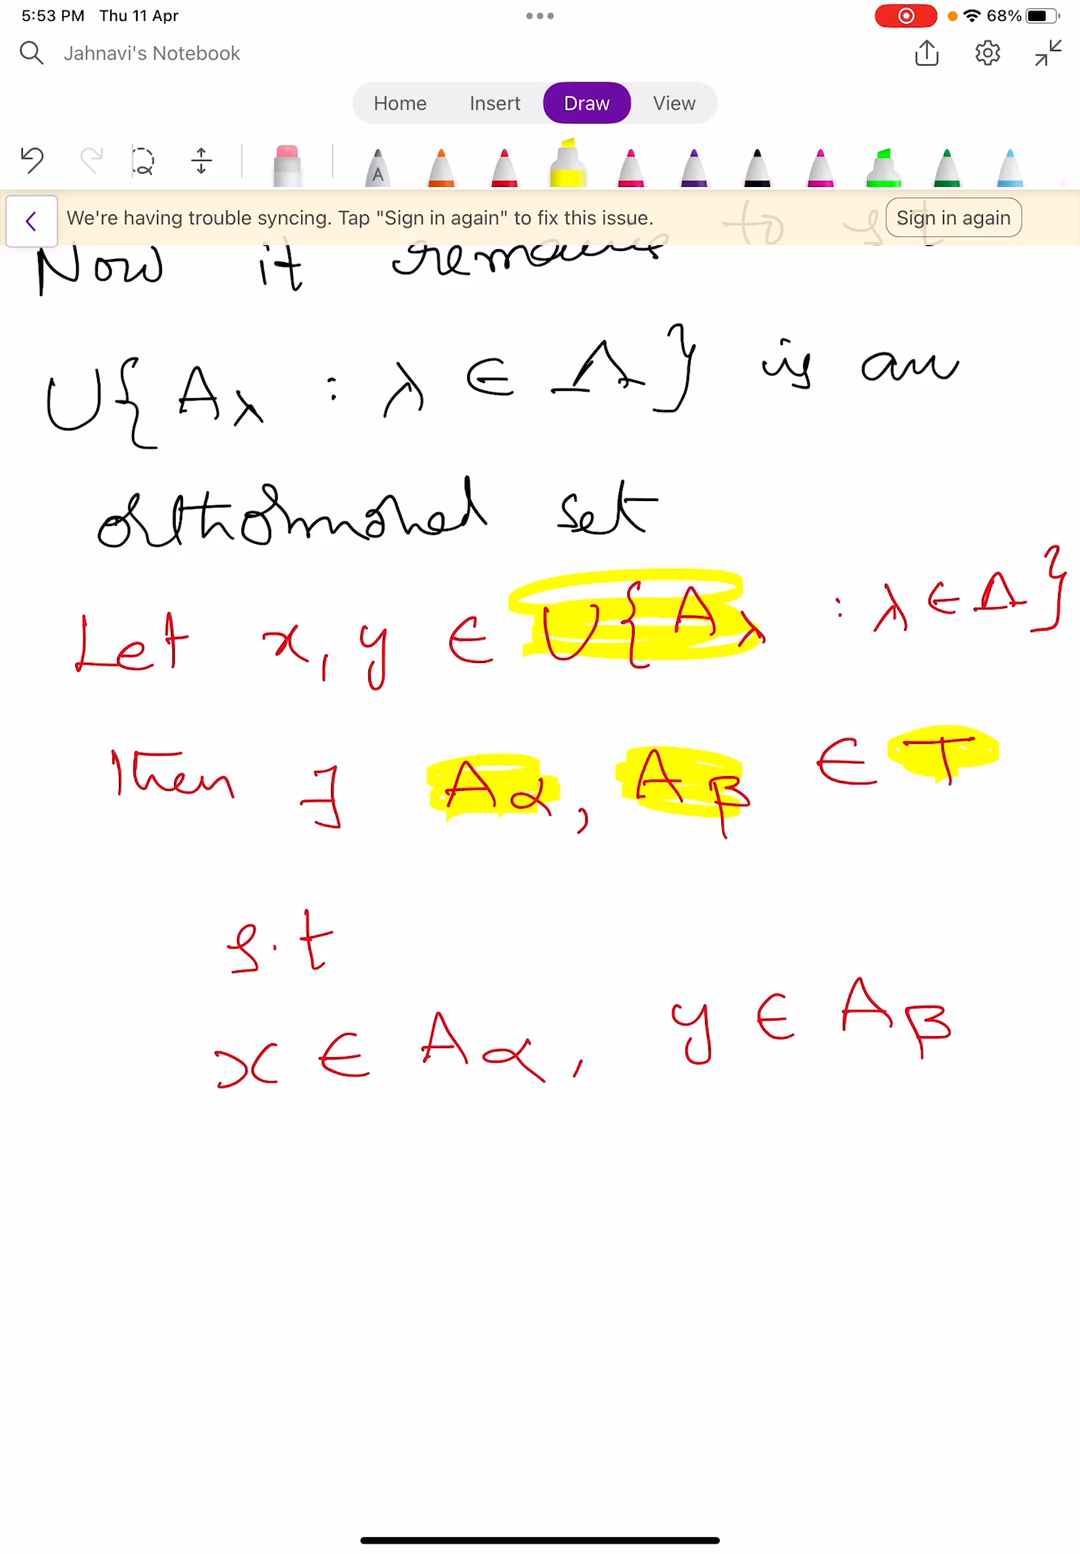 5:53 PM Thu 11 Apr
68%
Jahnavi's Notebook
Home Insert Draw View
A
We're having trouble syncing. Tap "Sign in again" to fix this issue.
Sign in again
Now it remains to st
∪{ Aλ : λ ∈ Λ } is an
orthonormal set
Let x, y ∈ ∪{ Aλ : λ ∈ Λ }
Then ∃ Aα, Aβ ∈ T
s.t
x ∈ Aα, y ∈ Aβ